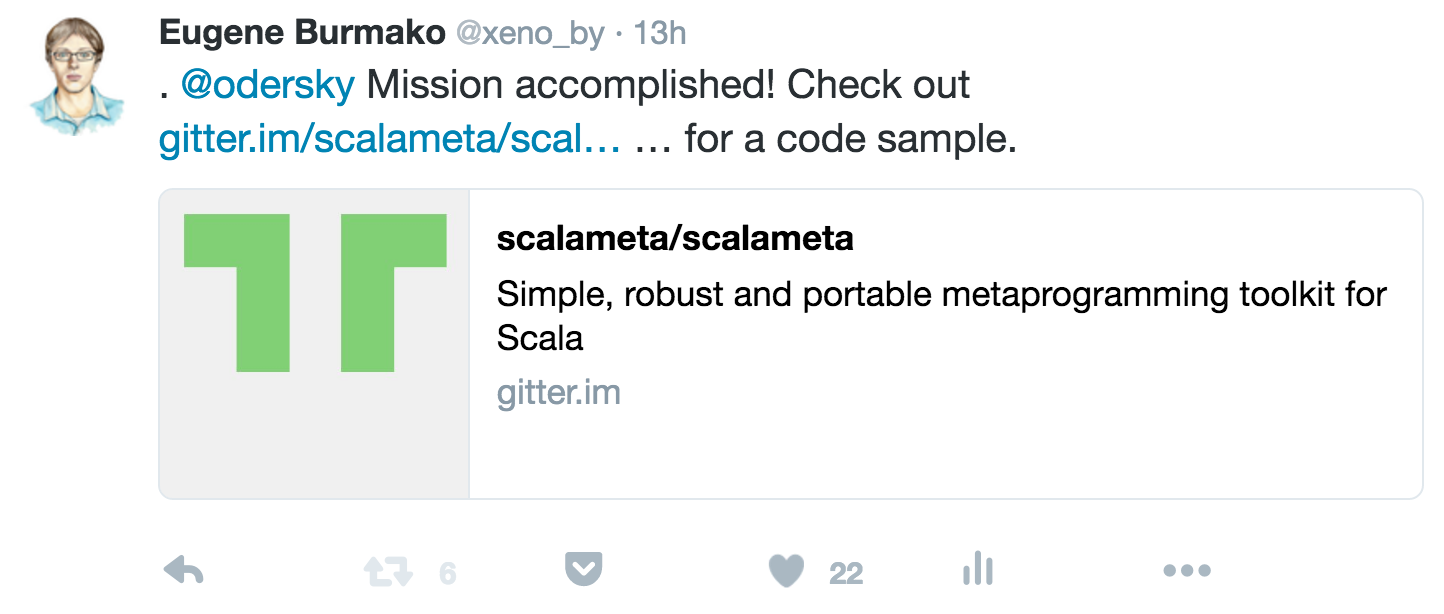 Eugene Burmako @xeno_by · 13h
. @odersky Mission accomplished! Check out
gitter.im/scalameta/scal… … for a code sample.
scalameta/scalameta
Simple, robust and portable metaprogramming toolkit for
Scala
gitter.im
6 22